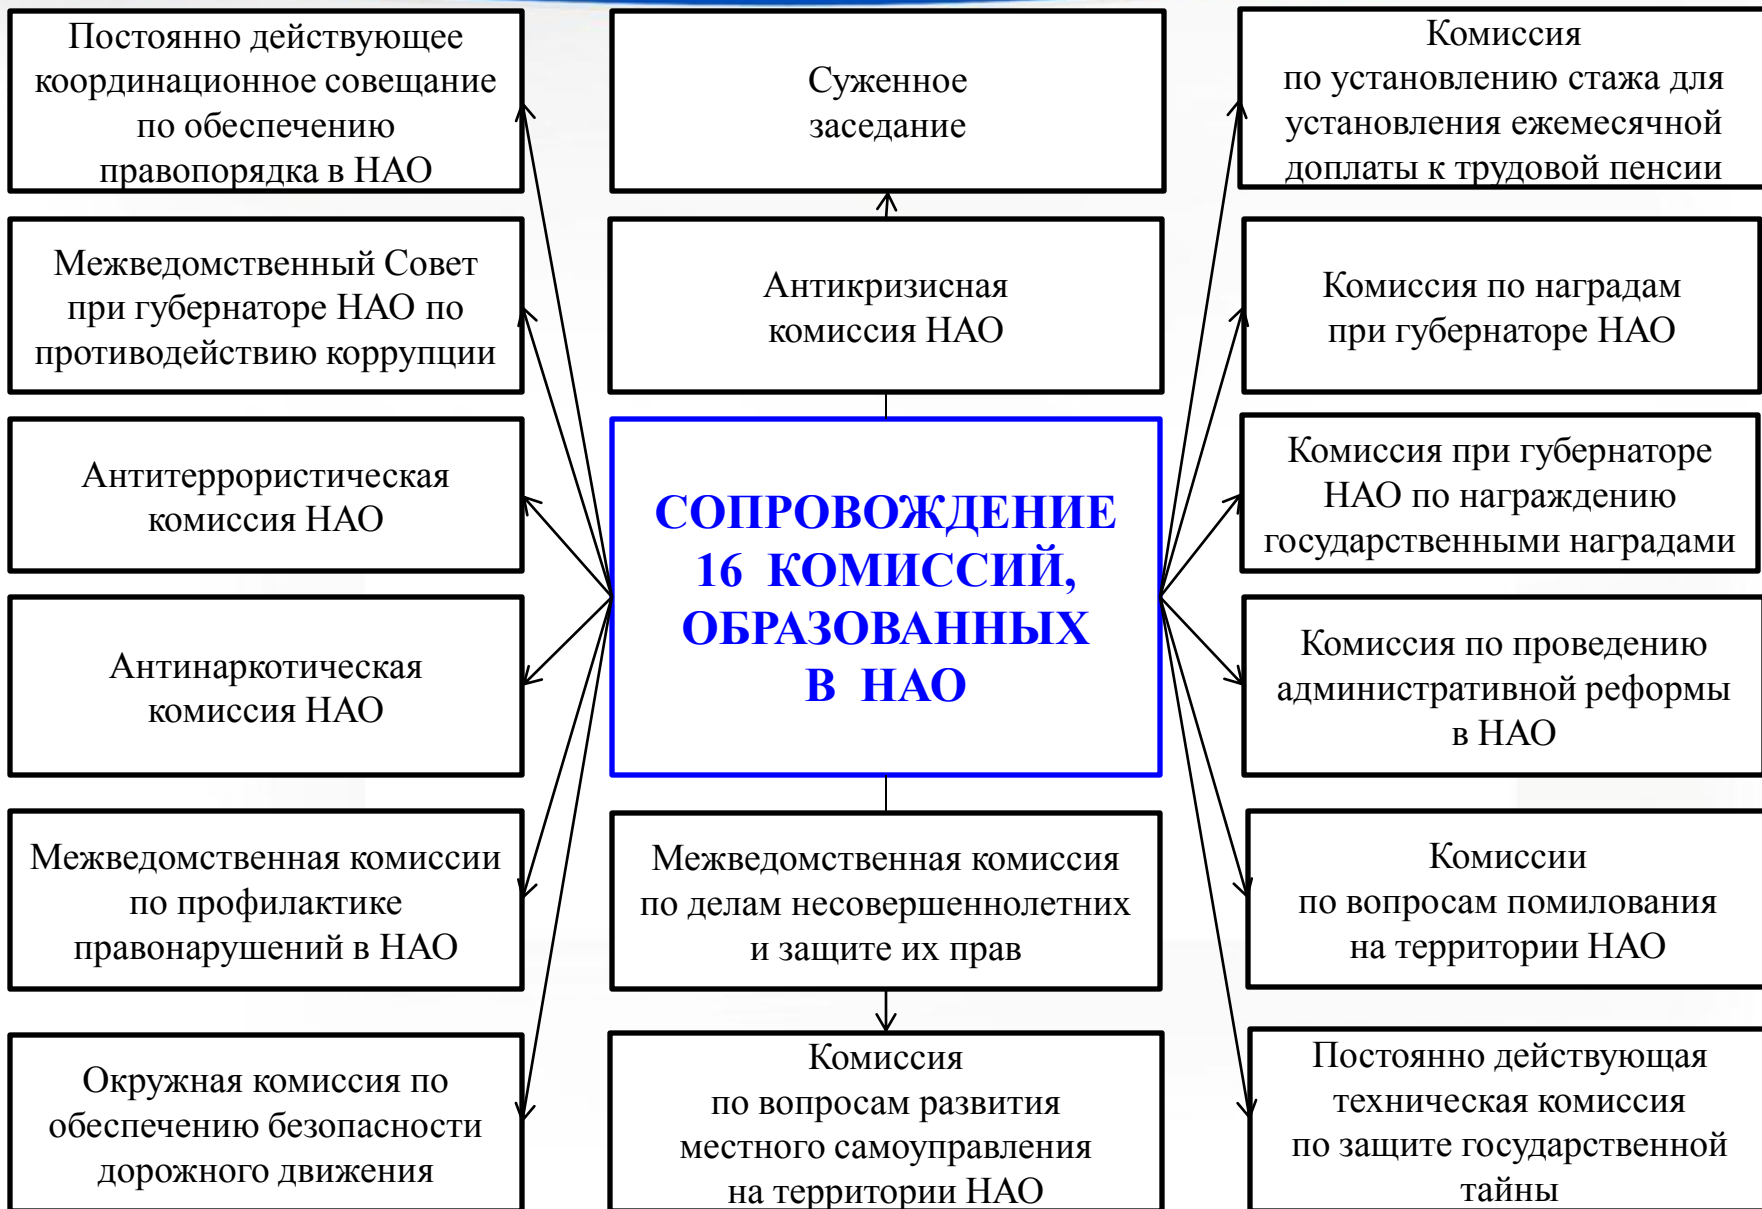 Постоянно действующее
координационное совещание
по обеспечению
правопорядка в НАО
Суженное
заседание
Комиссия
по установлению стажа для
установления ежемесячной
доплаты к трудовой пенсии
Межведомственный Совет
при губернаторе НАО по
противодействию коррупции
Антикризисная
комиссия НАО
Комиссия по наградам
при губернаторе НАО
Антитеррористическая
комиссия НАО
СОПРОВОЖДЕНИЕ
16 КОМИССИЙ,
ОБРАЗОВАННЫХ
В НАО
Комиссия при губернаторе
НАО по награждению
государственными наградами
Антинаркотическая
комиссия НАО
Комиссия по проведению
административной реформы
в НАО
Межведомственная комиссии
по профилактике
правонарушений в НАО
Межведомственная комиссия
по делам несовершеннолетних
и защите их прав
Комиссии
по вопросам помилования
на территории НАО
Окружная комиссия по
обеспечению безопасности
дорожного движения
Комиссия
по вопросам развития
местного самоуправления
на территории НАО
Постоянно действующая
техническая комиссия
по защите государственной
тайны